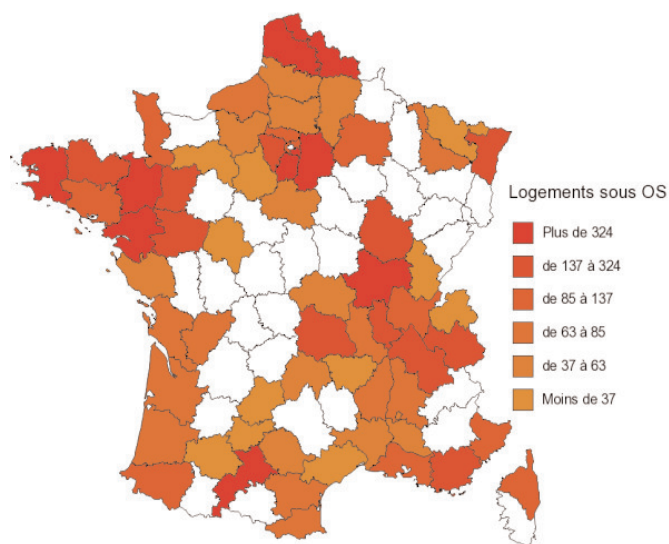 Logements sous OS
Plus de 324
de 137 à 324
de 85 à 137
de 63 à 85
de 37 à 63
Moins de 37